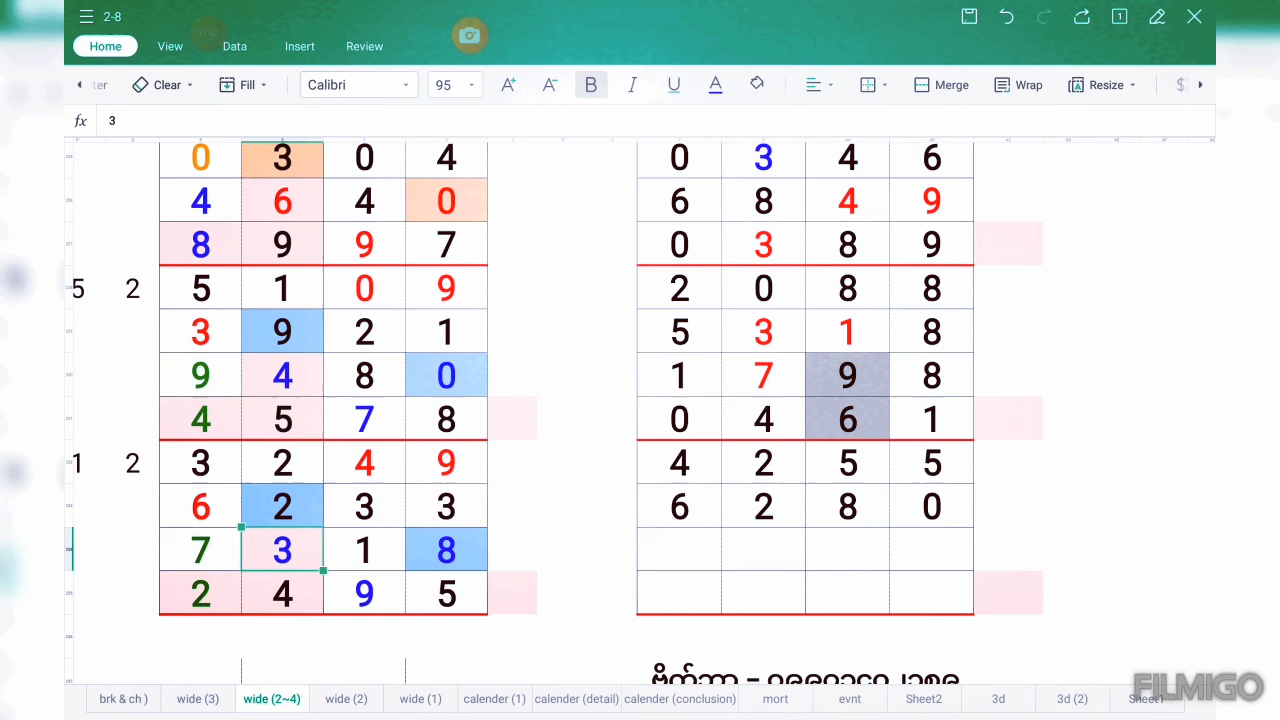 2-8
17:42
1
Home View Data Insert Review
Clear Fill Calibri 95 A+ A- B I U A Merge Wrap Resize
fx 3
0 3 0 4 0 3 4 6
4 6 4 0 6 8 4 9
8 9 9 7 0 3 8 9
5 2 5 1 0 9 2 0 8 8
3 9 2 1 5 3 1 8
9 4 8 0 1 7 9 8
4 5 7 8 0 4 6 1
1 2 3 2 4 9 4 2 5 5
6 2 3 3 6 2 8 0
7 3 1 8
2 4 9 5
brk & ch ) wide (3) wide (2~4) wide (2) wide (1) calender (1) calender (detail) calender (conclusion) mort evnt Sheet2 3d 3d (2) Sheet1
FILMIGO